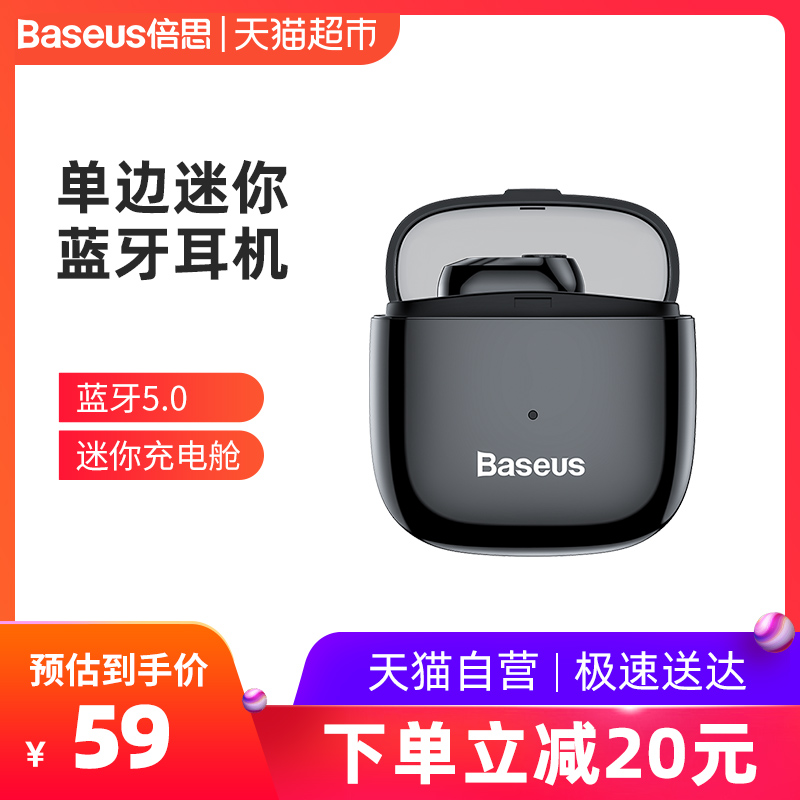 Baseus倍思|天猫超市
单边迷你
蓝牙耳机
蓝牙5.0
迷你充电舱
Baseus
预估到手价
¥ 59
天猫自营|极速送达
下单立减20元